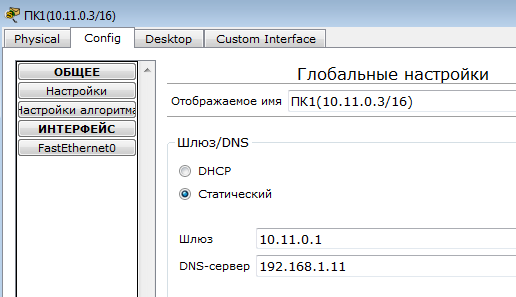 ПК1(10.11.0.3/16)
Physical Config Desktop Custom Interface
ОБЩЕЕ
Настройки
Настройки алгоритма
ИНТЕРФЕЙС
FastEthernet0
Глобальные настройки
Отображаемое имя ПК1(10.11.0.3/16)
Шлюз/DNS
DHCP
Статический
Шлюз 10.11.0.1
DNS-сервер 192.168.1.11